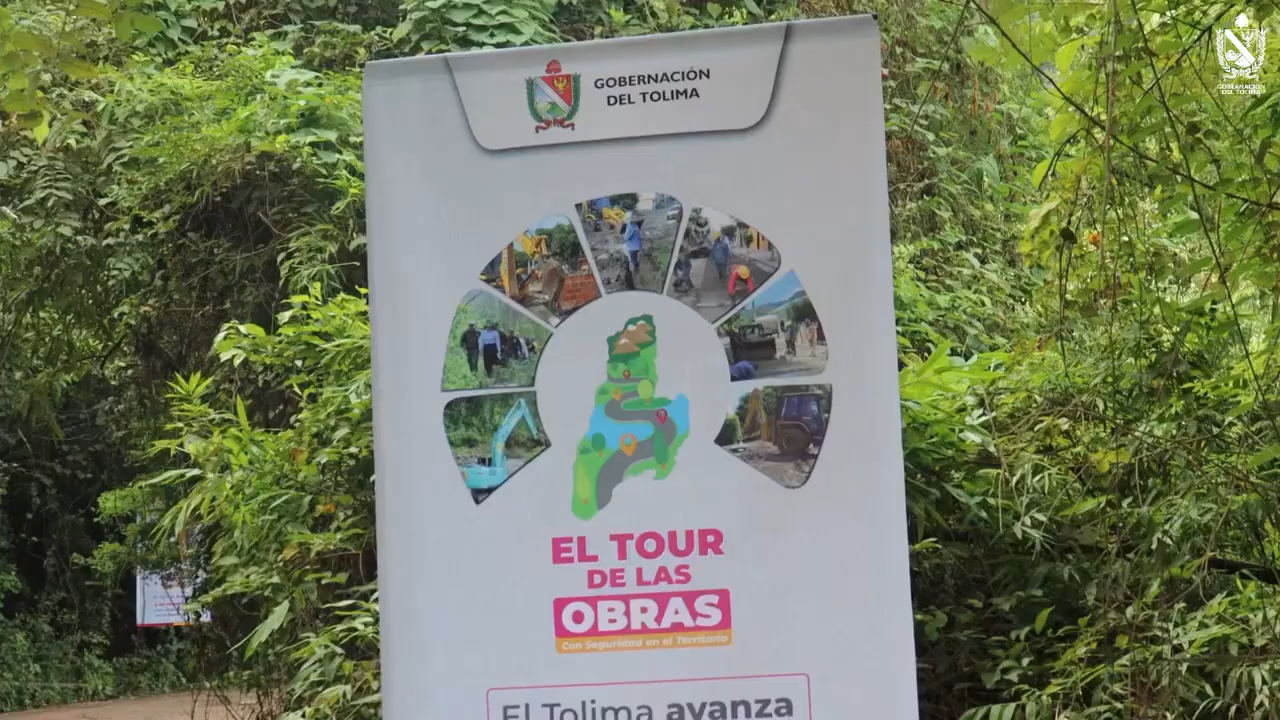 GOBERNACIÓN
DEL TOLIMA
EL TOUR
DE LAS
OBRAS
Con Seguridad en el Territorio
El Tolima avanza
GOBERNACIÓN
DEL TOLIMA